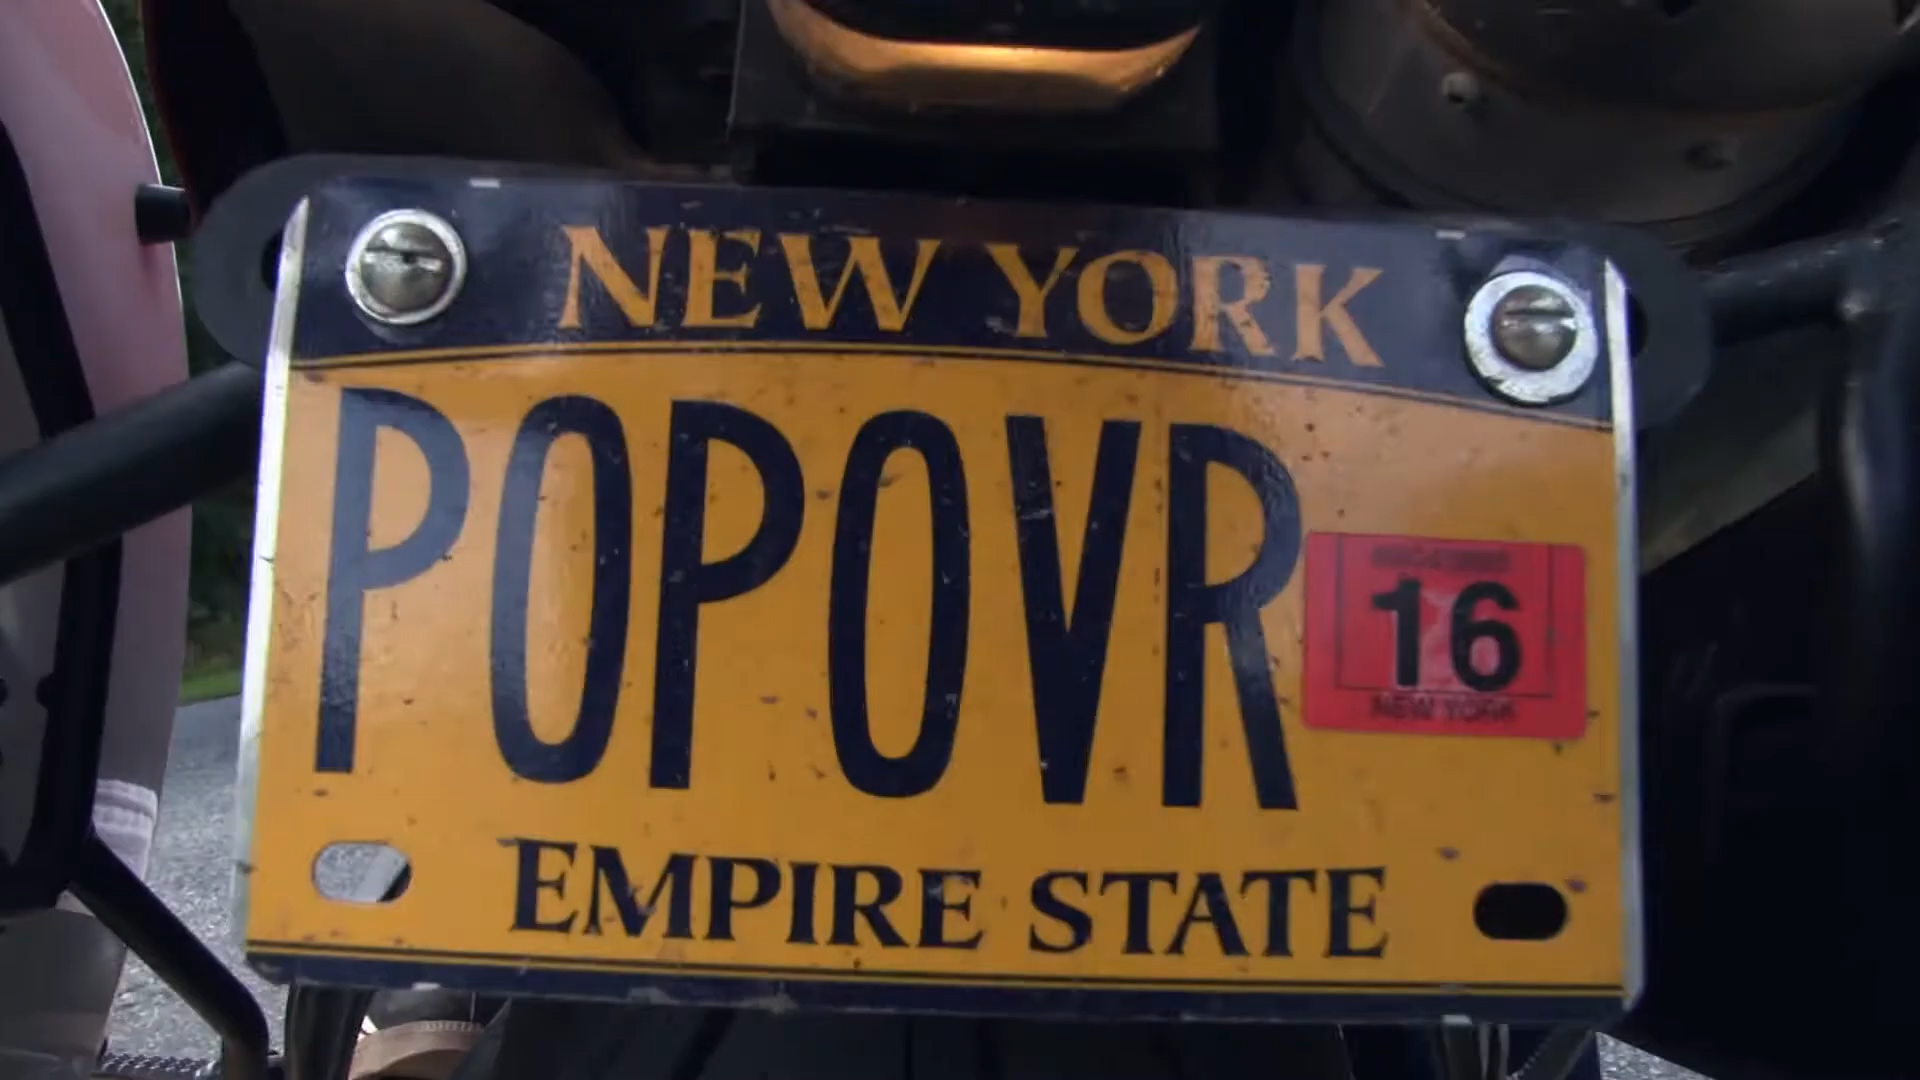 NEW YORK
POPOVR
16
NEW YORK
EMPIRE STATE